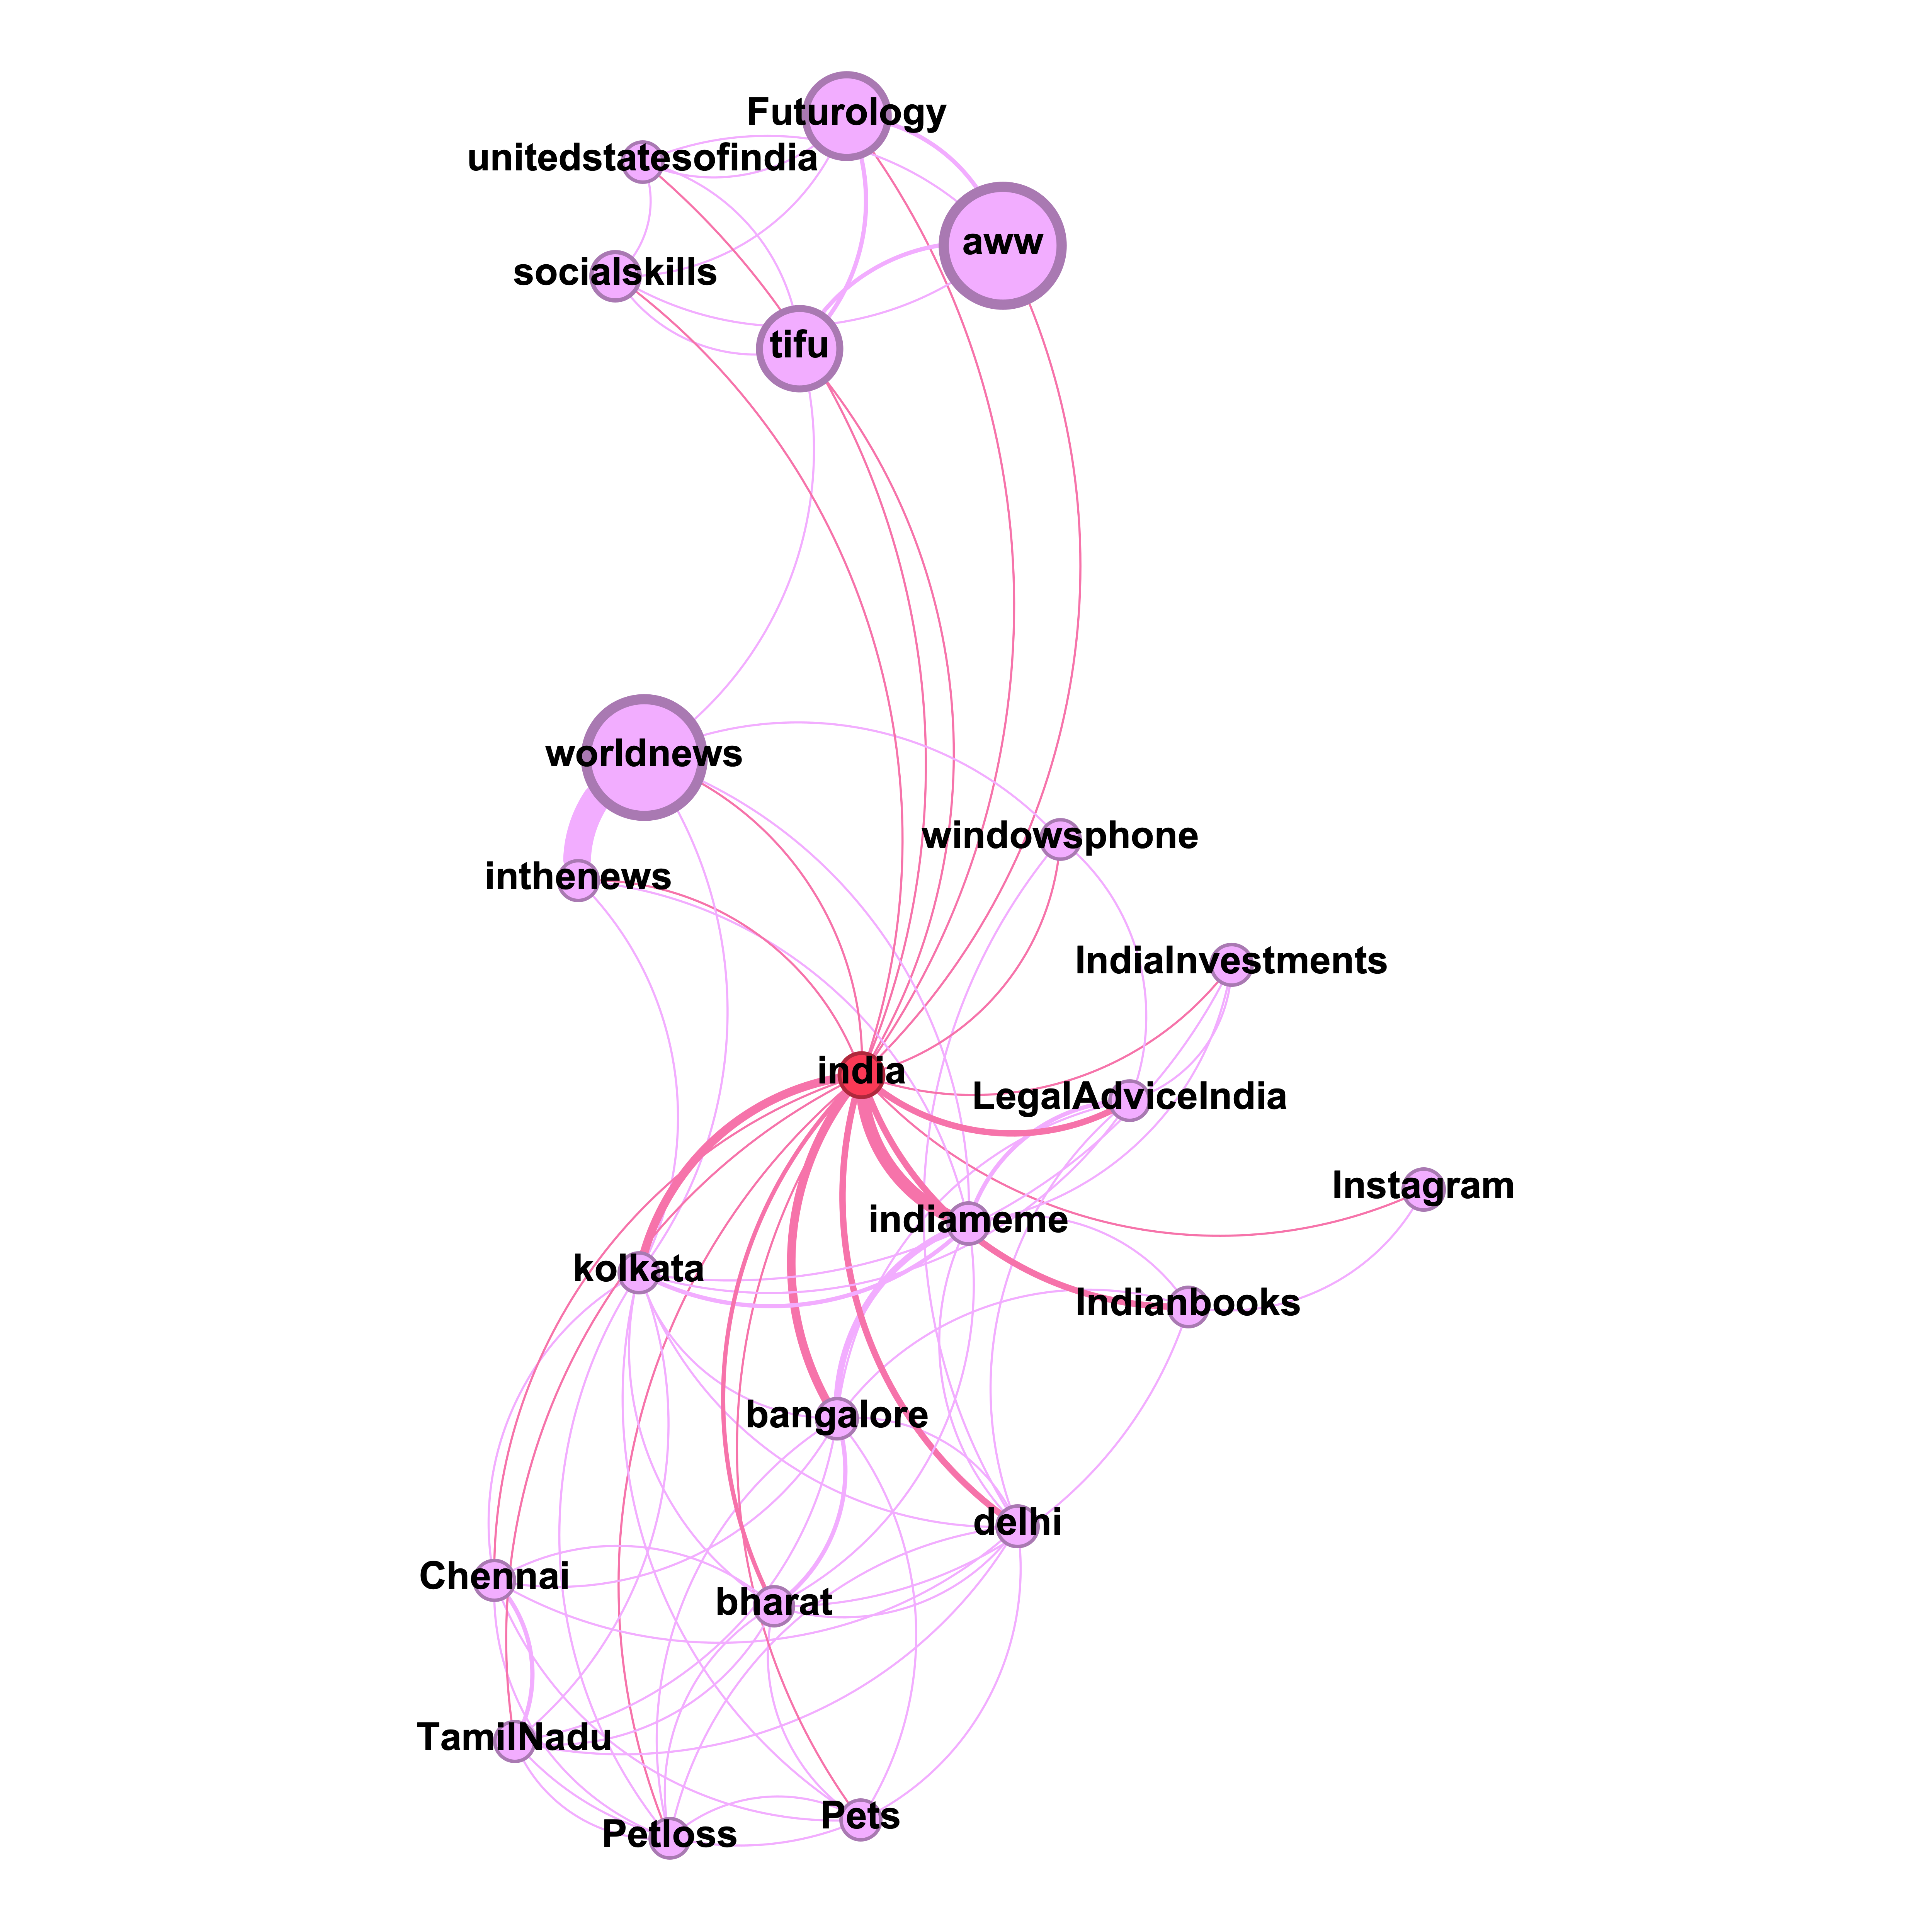 Futurology
unitedstatesofindia
aww
socialskills
tifu
worldnews
windowsphone
inthenews
IndiaInvestments
india
LegalAdviceIndia
Instagram
indiameme
kolkata
Indianbooks
bangalore
delhi
Chennai
bharat
TamilNadu
Pets
Petloss